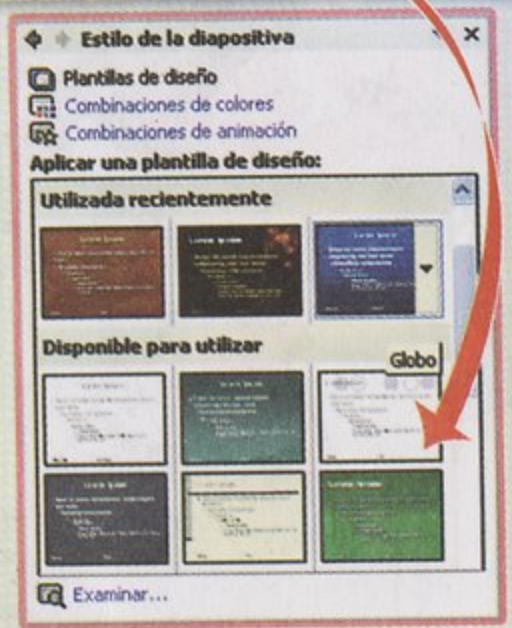 Estilo de la diapositiva
Plantillas de diseño
Combinaciones de colores
Combinaciones de animación
Aplicar una plantilla de diseño:
Utilizada recientemente
Disponible para utilizar
Globo
Examinar...